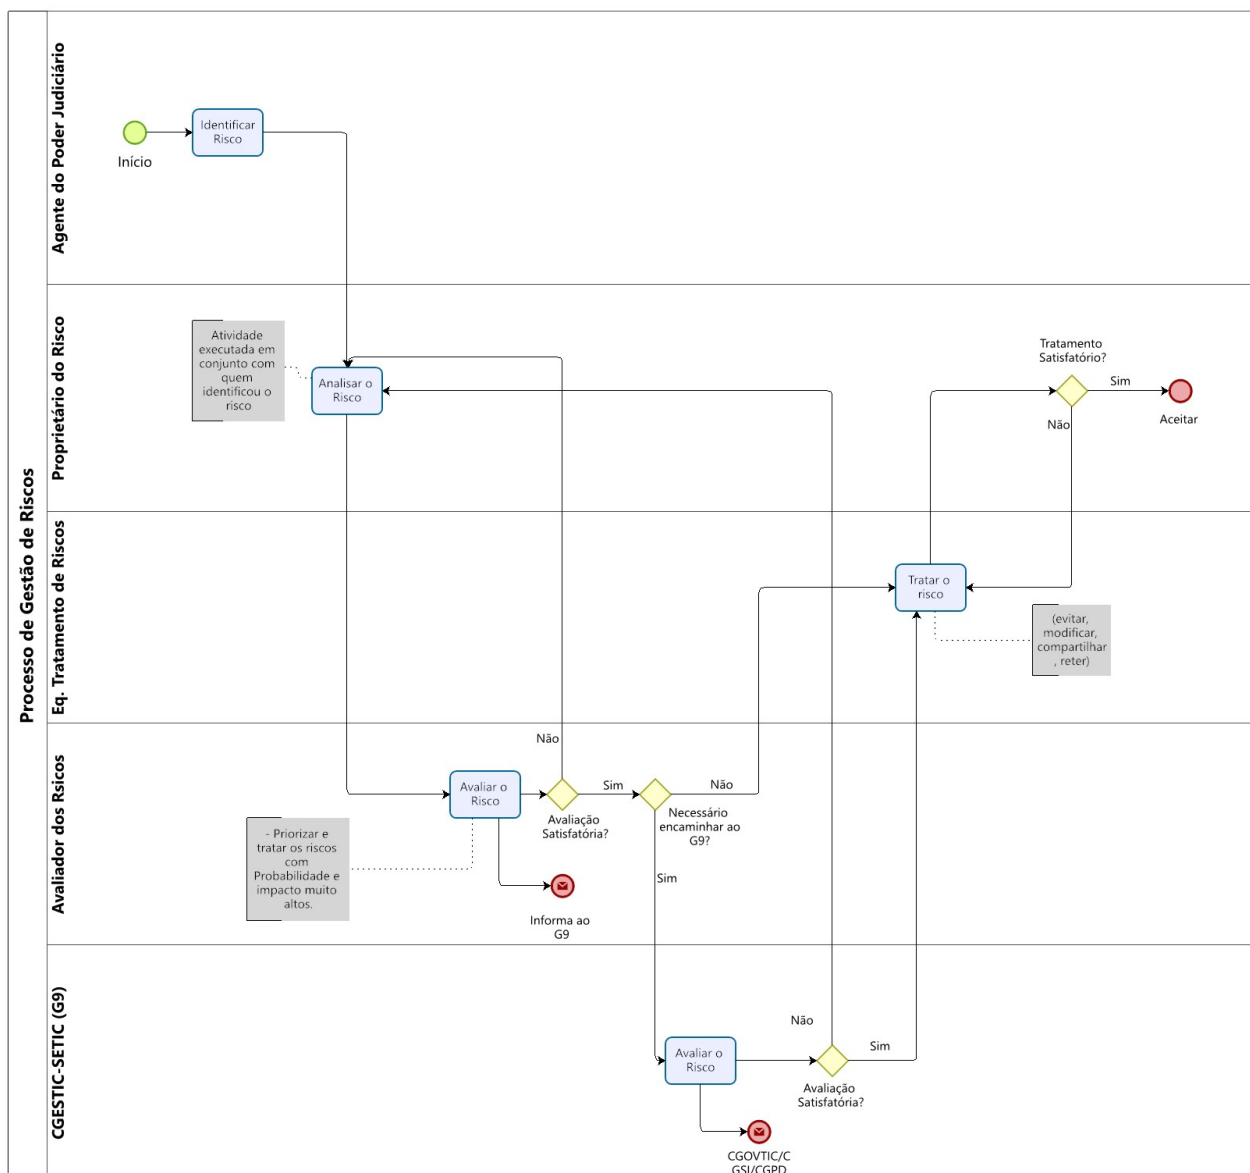 Processo de Gestão de Riscos
Agente do Poder Judiciário
Início
Identificar
Risco
Proprietário do Risco
Atividade
executada em
conjunto com
quem
identificou o
risco
Analisar o
Risco
Tratamento
Satisfatório?
Sim
Não
Aceitar
Eq. Tratamento de Riscos
Tratar o
risco
(evitar,
modificar,
compartilhar
, reter)
Avaliador dos Rsicos
Avaliar o
Risco
Não
Sim
Avaliação
Satisfatória?
Não
Necessário
encaminhar ao
G9?
Sim
- Priorizar e
tratar os riscos
com
Probabilidade e
impacto muito
altos.
Informa ao
G9
CGESTIC-SETIC (G9)
Avaliar o
Risco
Não
Sim
Avaliação
Satisfatória?
CGOVTIC/C
GSI/CGPD